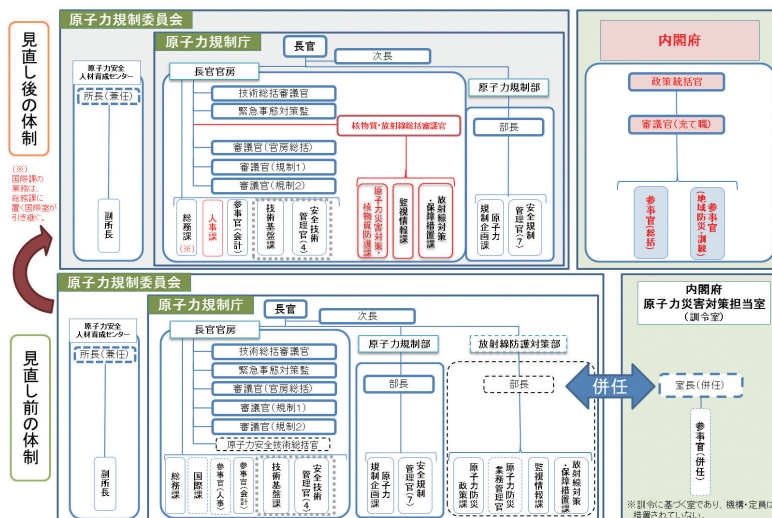 見直し後の体制
(※)
国際課の
業務は、
総務課に
置く国際室が
引き継ぐ。
原子力規制委員会
原子力安全
人材育成センター
所長(兼任)
副所長
原子力規制庁
長官
次長
長官官房
技術総括審議官
緊急事態対策監
核物質・放射線総括審議官
審議官(官房総括)
審議官(規制1)
審議官(規制2)
総務課(※)
人事課
参事官(会計)
技術基盤課
安全技術
管理官(4)
原子力災害対策・
核物質防護課
監視情報課
放射線対策
・保障措置課
原子力規制部
部長
原子力
規制企画課
安全規制
管理官(7)
内閣府
政策統括官
審議官(充て職)
参事官
(総括)
参事官
(地域防災・訓練)
見直し前の体制
原子力規制委員会
原子力安全
人材育成センター
所長(兼任)
副所長
原子力規制庁
長官
次長
長官官房
技術総括審議官
緊急事態対策監
審議官(官房総括)
審議官(規制1)
審議官(規制2)
原子力安全技術総括官
総務課
国際課
参事官(人事)
参事官(会計)
技術基盤課
安全技術
管理官(4)
原子力規制部
部長
原子力
規制企画課
安全規制
管理官(7)
放射線防護対策部
部長
原子力防災
政策課
原子力防災
業務管理官
監視情報課
放射線対策
・保障措置課
併任
内閣府
原子力災害対策担当室
(訓令室)
室長(併任)
参事官
(併任)
※訓令に基づく室であり、機構・定員は
措置されていない。